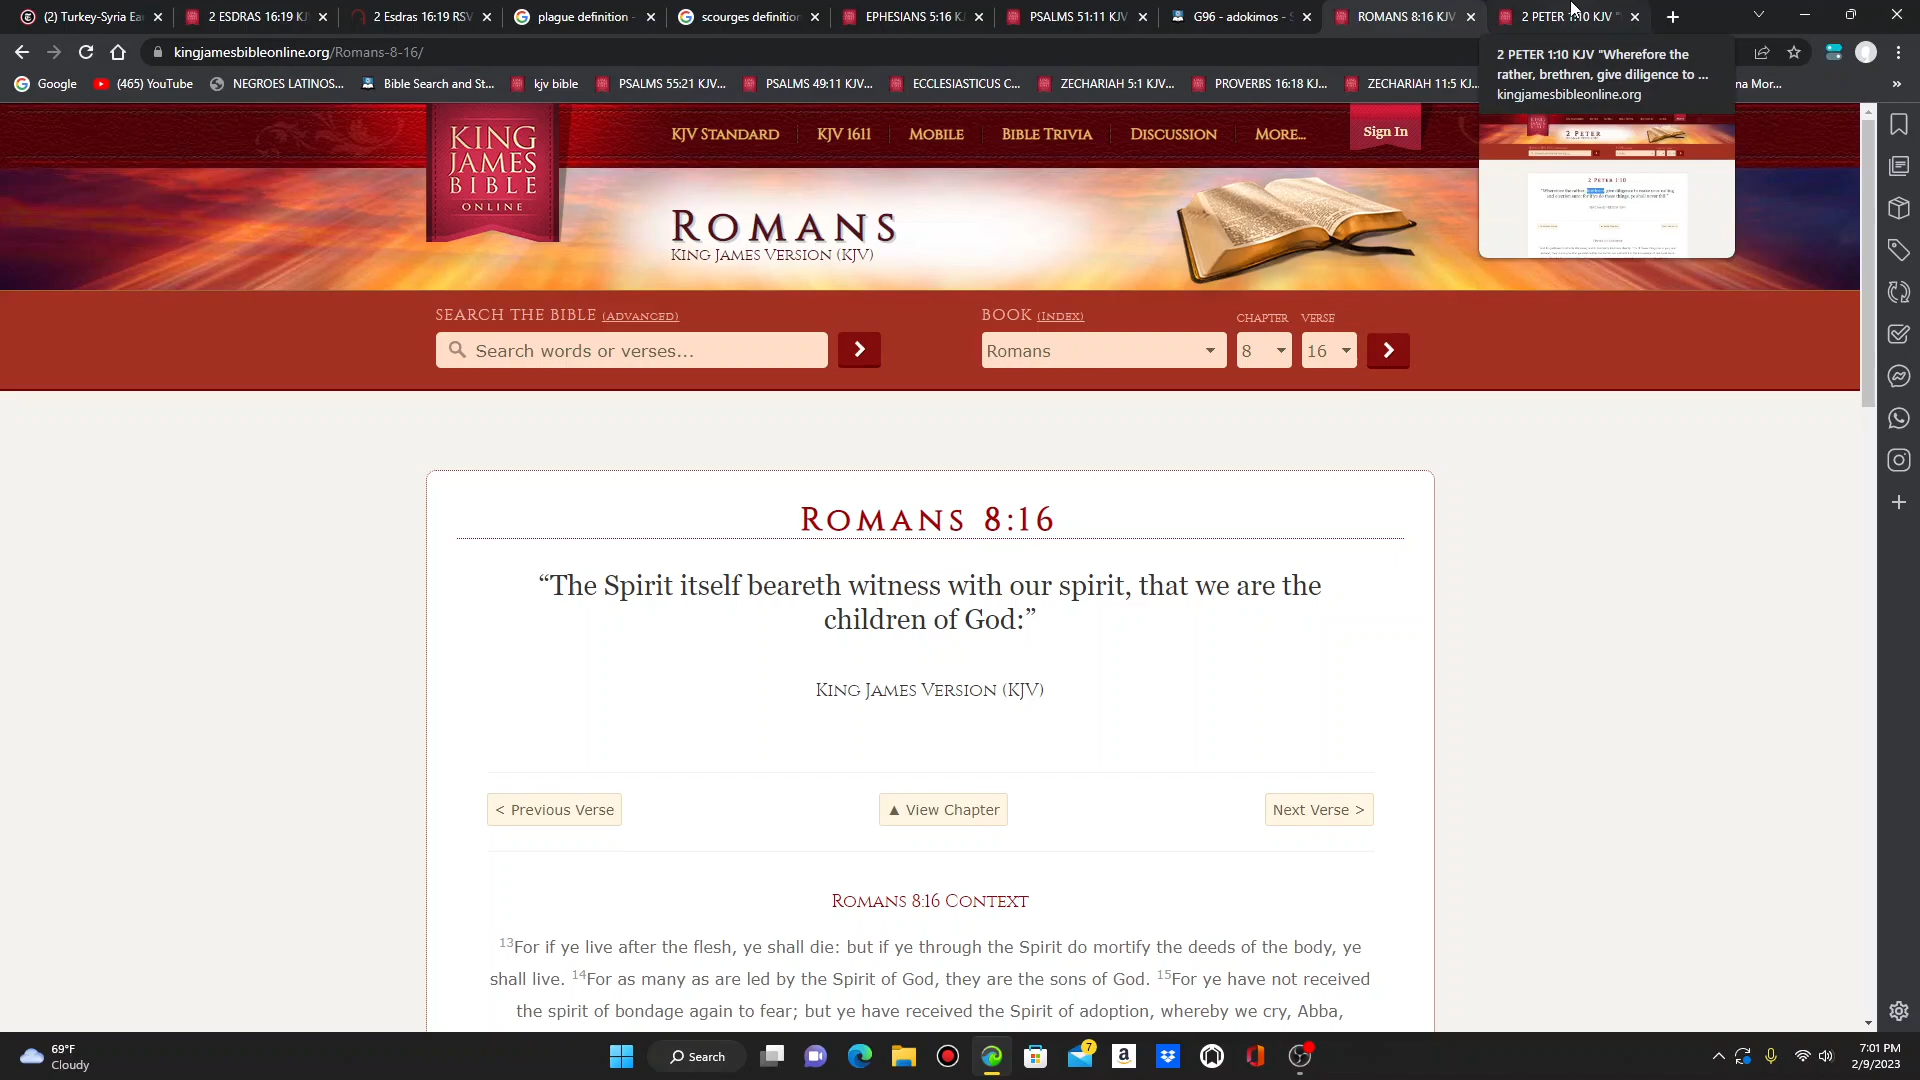 (2) Turkey-Syria Ea
2 ESDRAS 16:19 KJ
2 Esdras 16:19 RSV
plague definition -
scourges definition
EPHESIANS 5:16 KJ
PSALMS 51:11 KJV
G96 - adokimos - S
ROMANS 8:16 KJV
2 PETER 1:10 KJV "
kingjamesbibleonline.org/Romans-8-16/
2 PETER 1:10 KJV "Wherefore the
rather, brethren, give diligence to ...
kingjamesbibleonline.org
Google
(465) YouTube
NEGROES LATINOS...
Bible Search and St...
kjv bible
PSALMS 55:21 KJV...
PSALMS 49:11 KJV...
ECCLESIASTICUS C...
ZECHARIAH 5:1 KJV...
PROVERBS 16:18 KJ...
ZECHARIAH 11:5 KJ...
na Mor...
KING
JAMES
BIBLE
ONLINE
KJV STANDARD
KJV 1611
MOBILE
BIBLE TRIVIA
DISCUSSION
MORE...
Sign In
2 PETER
2 PETER 1:10
ROMANS
KING JAMES VERSION (KJV)
SEARCH THE BIBLE (ADVANCED)
BOOK (INDEX)
CHAPTER
VERSE
Search words or verses...
Romans
8
16
ROMANS 8:16
“The Spirit itself beareth witness with our spirit, that we are the
children of God:”
KING JAMES VERSION (KJV)
< Previous Verse
▲ View Chapter
Next Verse >
ROMANS 8:16 CONTEXT
13For if ye live after the flesh, ye shall die: but if ye through the Spirit do mortify the deeds of the body, ye
shall live. 14For as many as are led by the Spirit of God, they are the sons of God. 15For ye have not received
the spirit of bondage again to fear; but ye have received the Spirit of adoption, whereby we cry, Abba,
69°F
Cloudy
Search
7
7:01 PM
2/9/2023